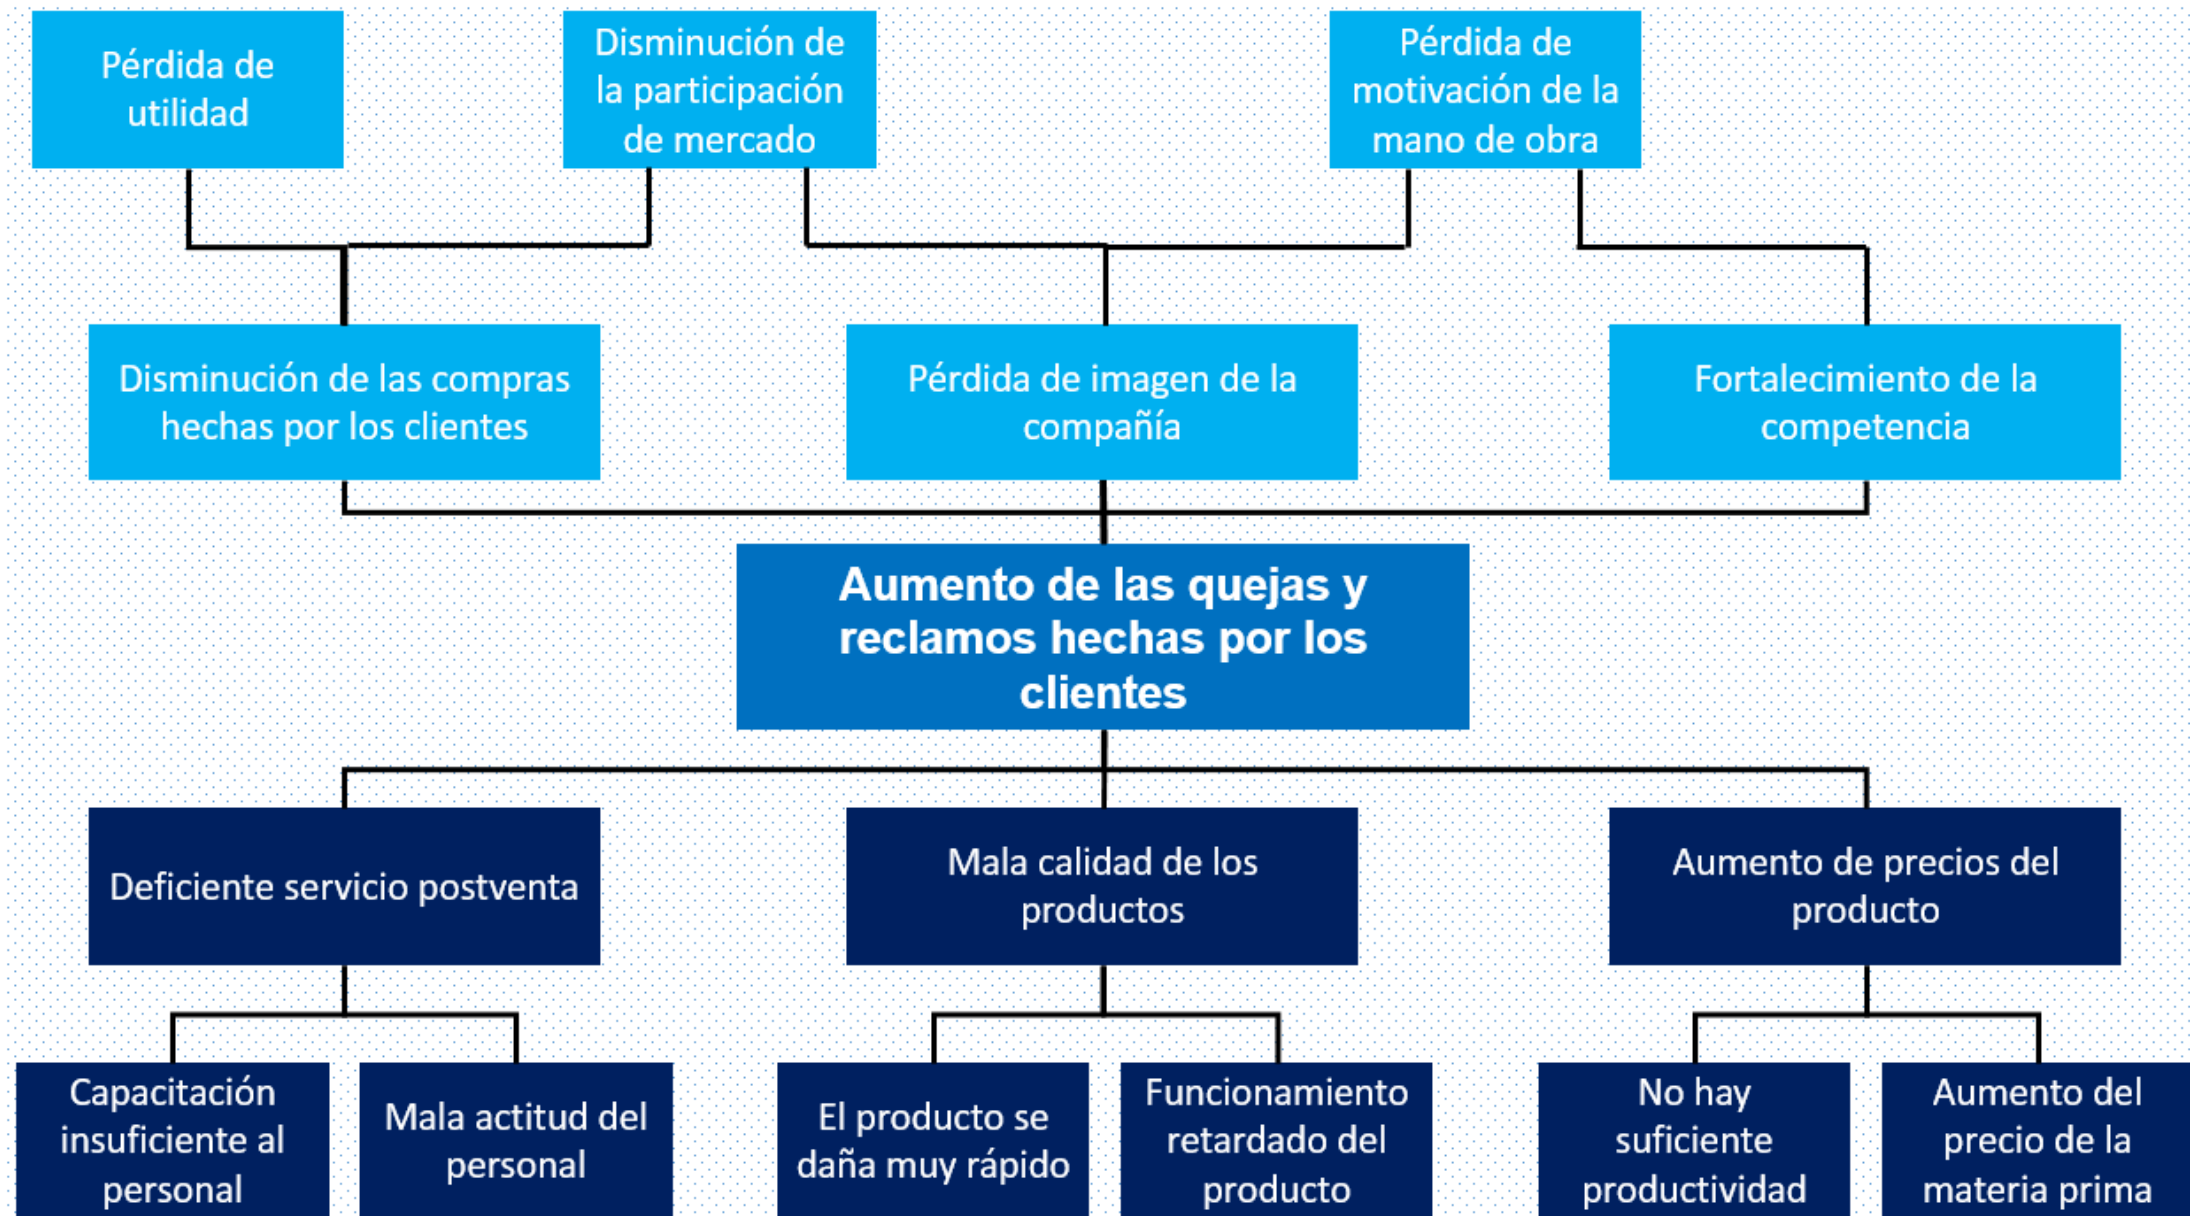 Pérdida de
utilidad
Disminución de
la participación
de mercado
Pérdida de
motivación de la
mano de obra
Disminución de las compras
hechas por los clientes
Pérdida de imagen de la
compañía
Fortalecimiento de la
competencia
Aumento de las quejas y
reclamos hechas por los
clientes
Deficiente servicio postventa
Mala calidad de los
productos
Aumento de precios del
producto
Capacitación
insuficiente al
personal
Mala actitud del
personal
El producto se
daña muy rápido
Funcionamiento
retardado del
producto
No hay
suficiente
productividad
Aumento del
precio de la
materia prima